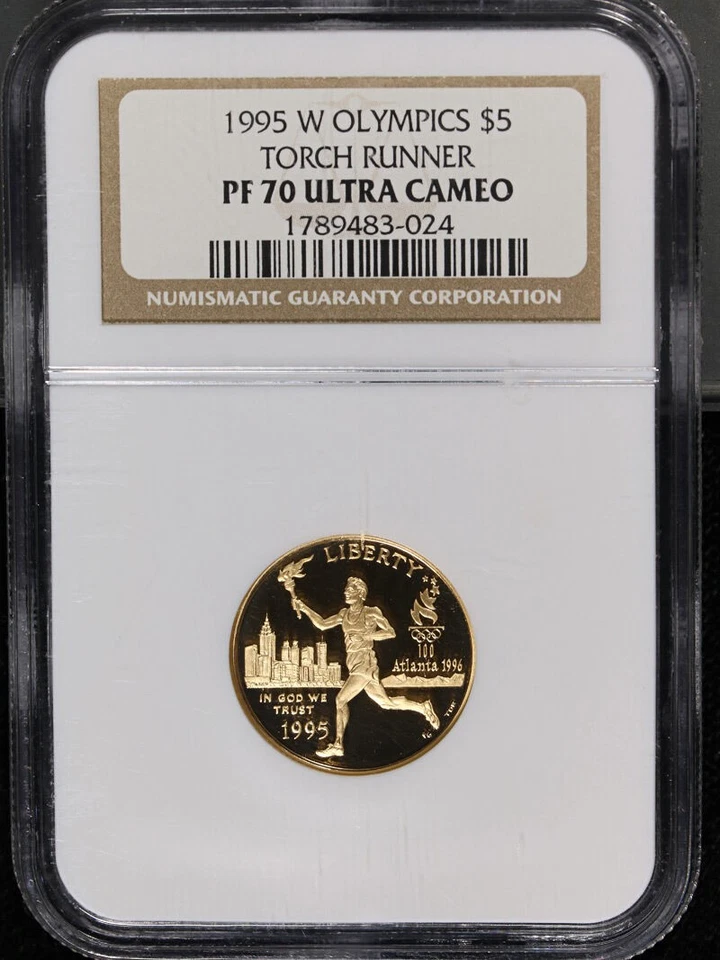 1995 W OLYMPICS $5
TORCH RUNNER
PF 70 ULTRA CAMEO
1789483-024
NUMISMATIC GUARANTY CORPORATION
LIBERTY
100
Atlanta 1996
IN GOD WE
TRUST
1995